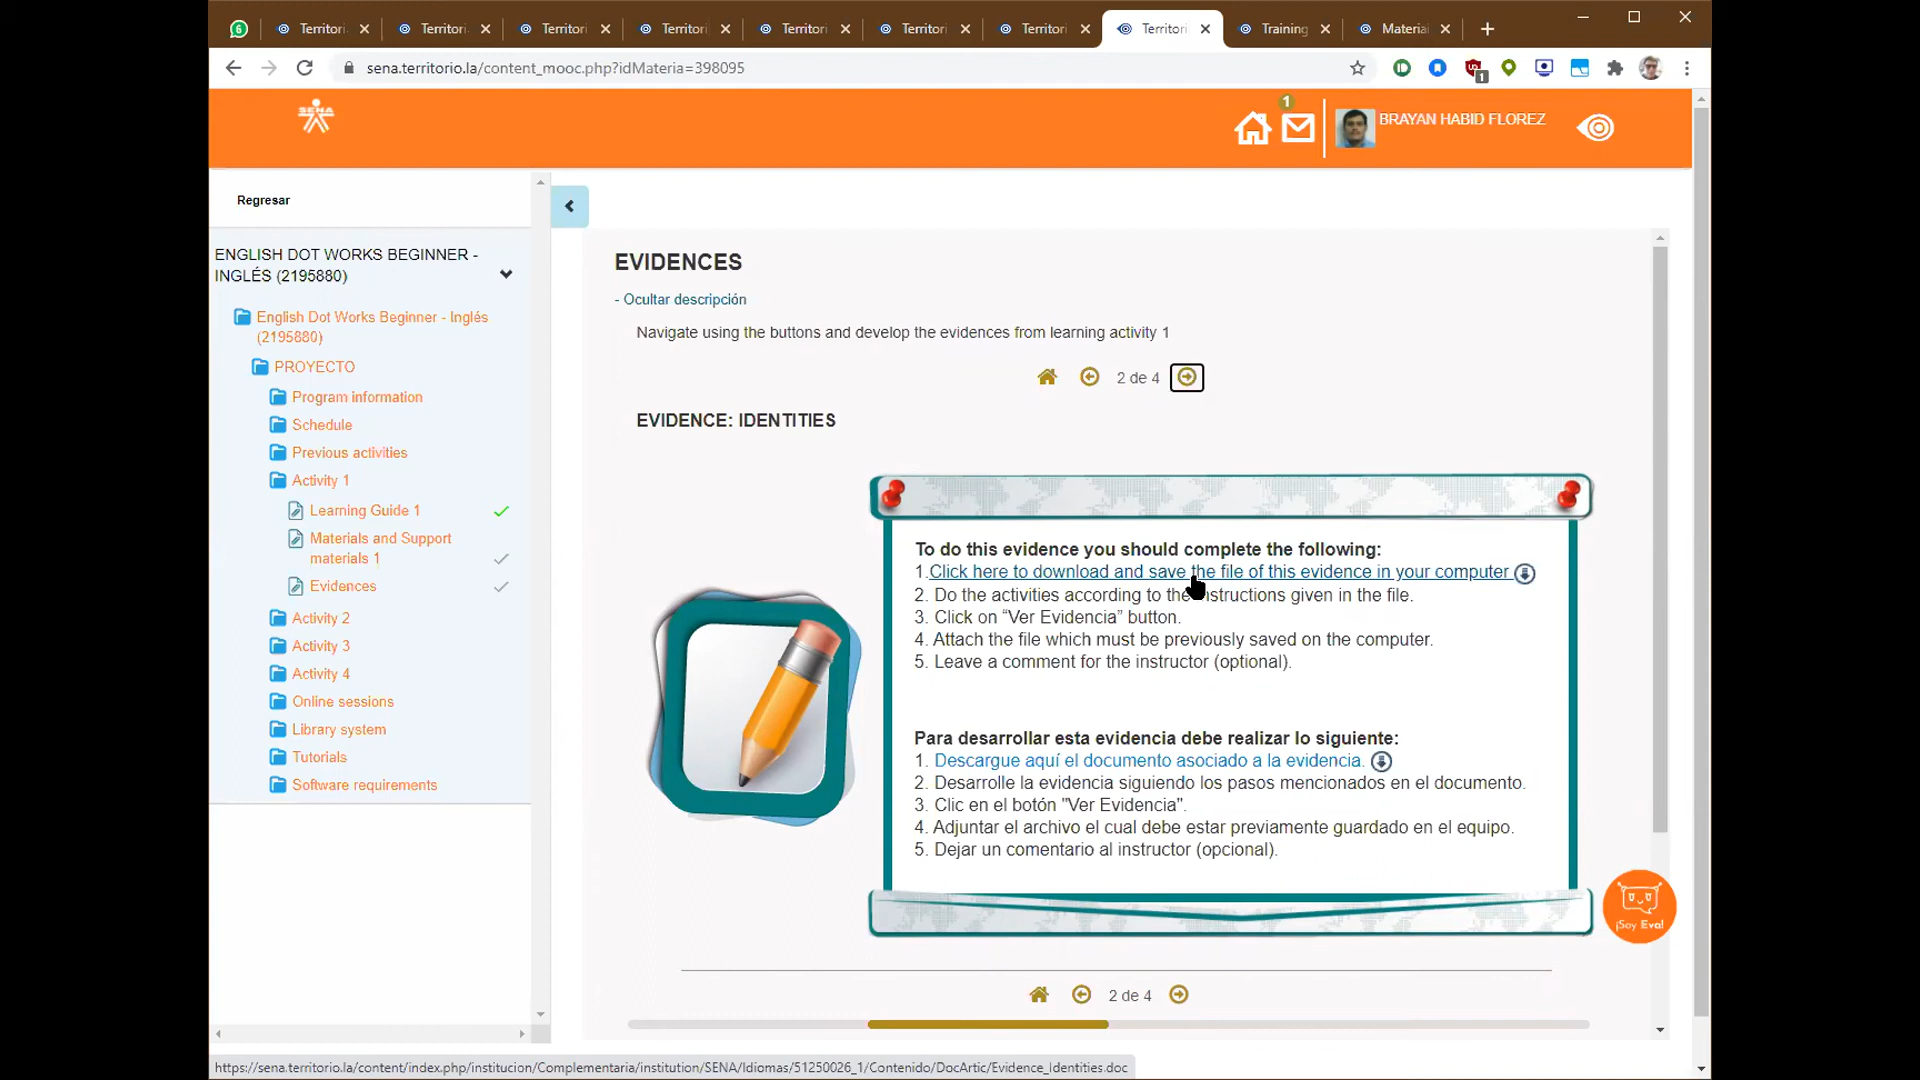 6
Territori
Territori
Territori
Territori
Territori
Territori
Territori
Territori
Training
Material
sena.territorio.la/content_mooc.php?idMateria=398095
1
SENA
1
BRAYAN HABID FLOREZ
Regresar
ENGLISH DOT WORKS BEGINNER -
INGLÉS (2195880)
English Dot Works Beginner - Inglés
(2195880)
PROYECTO
Program information
Schedule
Previous activities
Activity 1
Learning Guide 1
Materials and Support
materials 1
Evidences
Activity 2
Activity 3
Activity 4
Online sessions
Library system
Tutorials
Software requirements
EVIDENCES
- Ocultar descripción
Navigate using the buttons and develop the evidences from learning activity 1
2 de 4
EVIDENCE: IDENTITIES
To do this evidence you should complete the following:
1.Click here to download and save the file of this evidence in your computer
2. Do the activities according to the instructions given in the file.
3. Click on “Ver Evidencia” button.
4. Attach the file which must be previously saved on the computer.
5. Leave a comment for the instructor (optional).
Para desarrollar esta evidencia debe realizar lo siguiente:
1. Descargue aquí el documento asociado a la evidencia.
2. Desarrolle la evidencia siguiendo los pasos mencionados en el documento.
3. Clic en el botón "Ver Evidencia".
4. Adjuntar el archivo el cual debe estar previamente guardado en el equipo.
5. Dejar un comentario al instructor (opcional).
¡Soy Eva!
2 de 4
https://sena.territorio.la/content/index.php/institucion/Complementaria/institution/SENA/Idiomas/51250026_1/Contenido/DocArtic/Evidence_Identities.doc